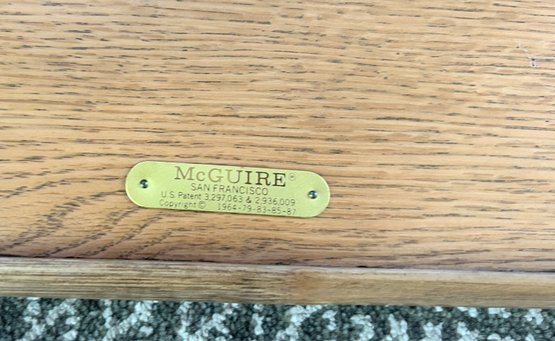 McGUIRE®
SAN FRANCISCO
U.S. Patent 3,297,063 & 2,936,009
Copyright © 1964-79-83-85-87